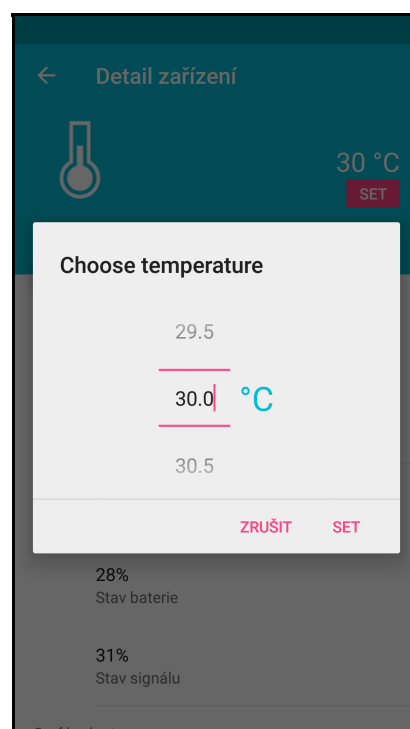 Detail zařízení
30 °C
SET
Choose temperature
29.5
30.0 °C
30.5
ZRUŠIT SET
28%
Stav baterie
31%
Stav signálu